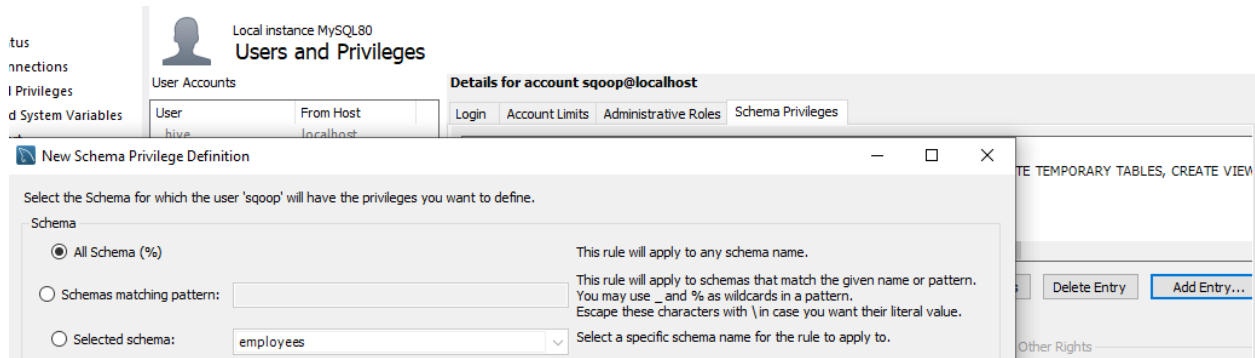 Local instance MySQL80
Users and Privileges
tus
nnections
Privileges
d System Variables
User Accounts
User From Host
hive localhost
Details for account sqoop@localhost
Login Account Limits Administrative Roles Schema Privileges
TE TEMPORARY TABLES, CREATE VIEW
New Schema Privilege Definition
Select the Schema for which the user 'sqoop' will have the privileges you want to define.
Schema
All Schema (%) This rule will apply to any schema name.
Schemas matching pattern: This rule will apply to schemas that match the given name or pattern.
You may use _ and % as wildcards in a pattern.
Escape these characters with \ in case you want their literal value.
Selected schema: employees Select a specific schema name for the rule to apply to.
Delete Entry Add Entry...
Other Rights